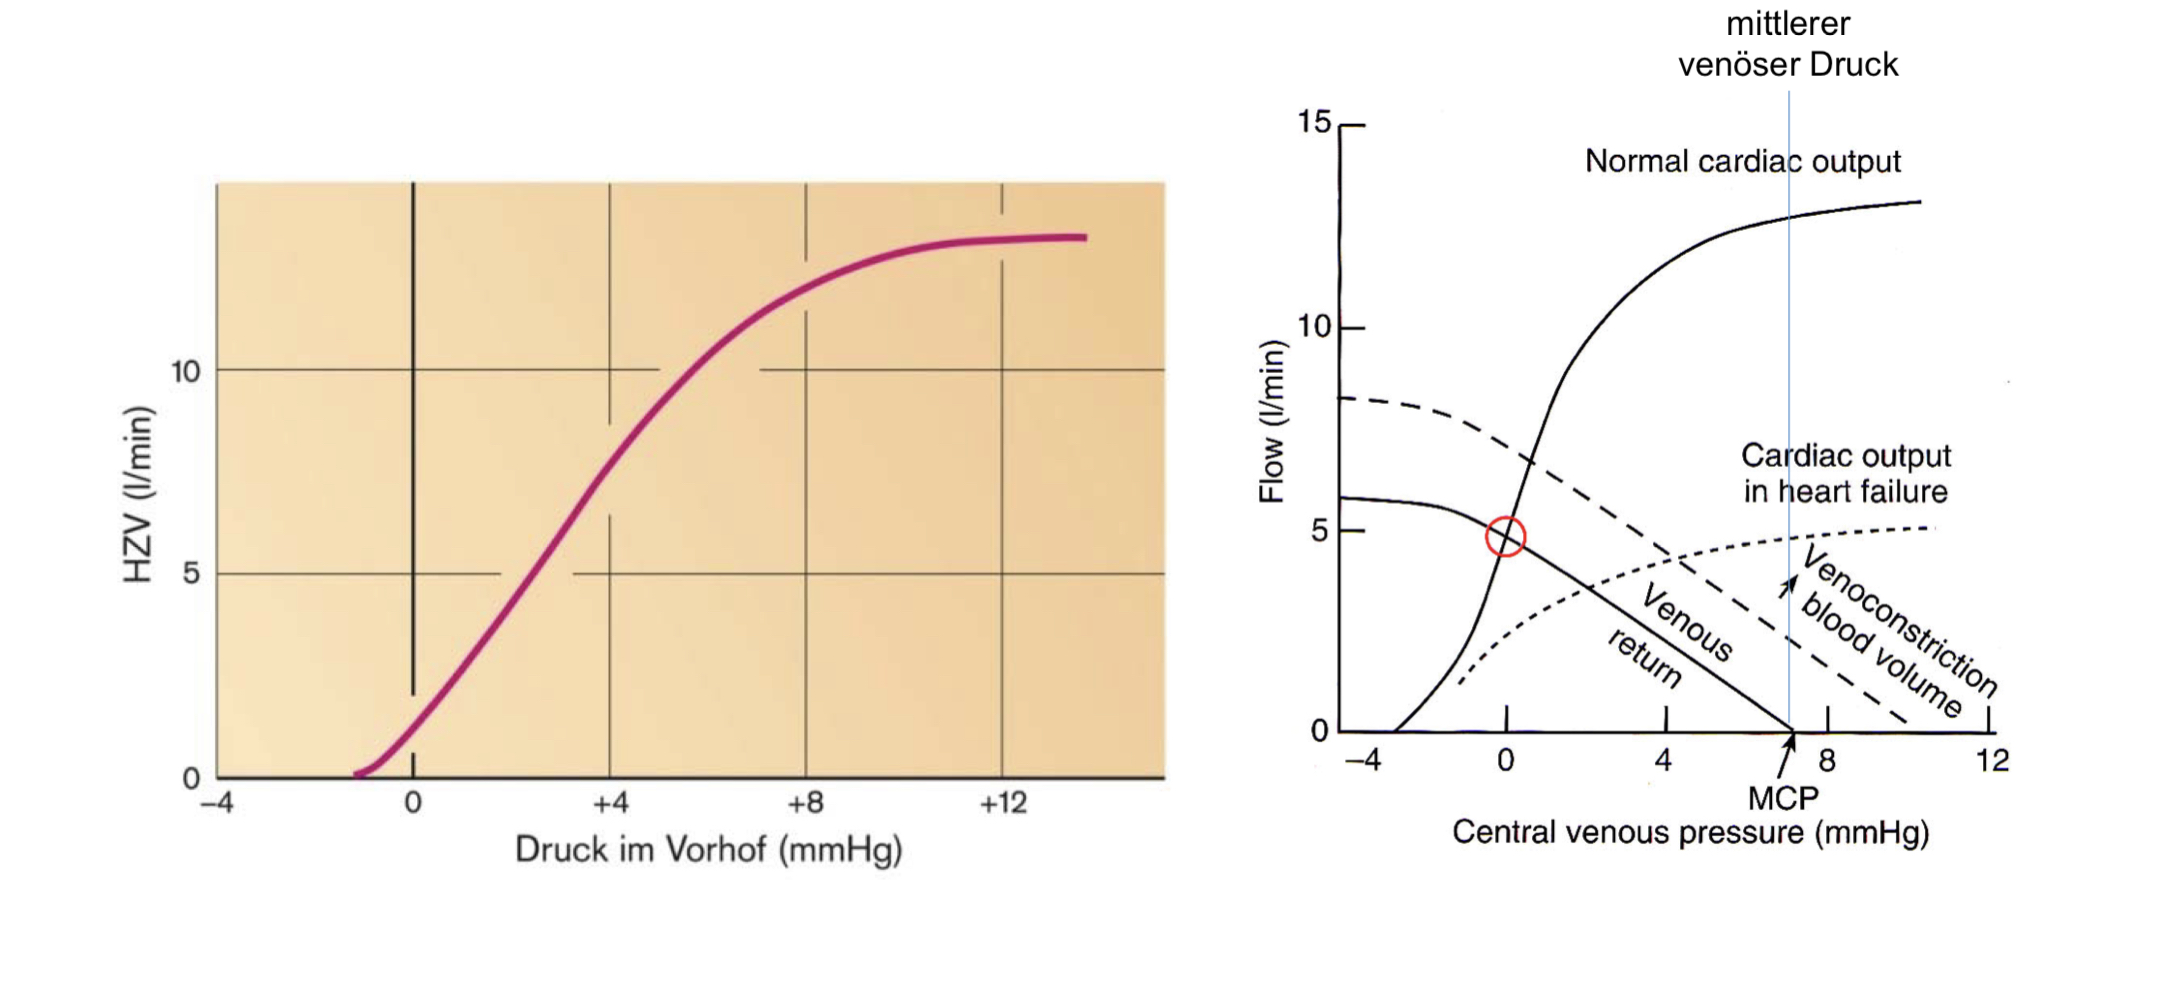 HZV (l/min)
10
5
0
–4
0
+4
+8
+12
Druck im Vorhof (mmHg)
mittlerer
venöser Druck
15
Normal cardiac output
10
Flow (l/min)
Cardiac output
in heart failure
5
Venoconstriction
blood volume
Venous
return
0
–4
0
4
8
12
MCP
Central venous pressure (mmHg)